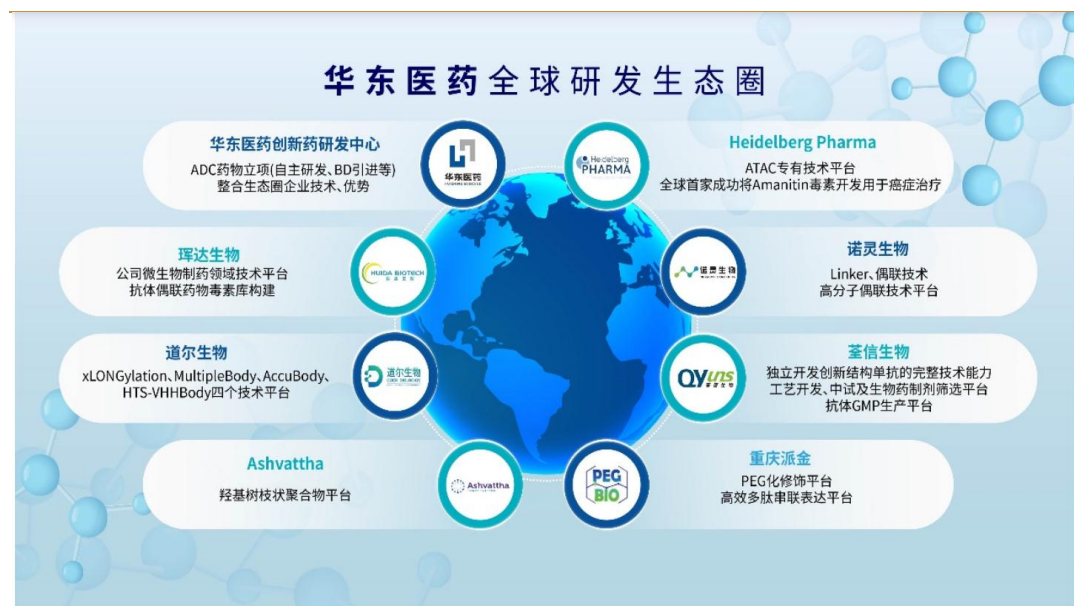 华东医药全球研发生态圈
华东医药创新药研发中心
ADC药物立项(自主研发、BD引进等)
整合生态圈企业技术、优势
华东医药
Heidelberg
PHARMA
Heidelberg Pharma
ATAC专有技术平台
全球首家成功将Amanitin毒素开发用于癌症治疗
珲达生物
公司微生物制药领域技术平台
抗体偶联药物毒素库构建
HUIDA BIOTECH
诺灵生物
诺灵生物
Linker、偶联技术
高分子偶联技术平台
道尔生物
xLONGylation、MultipleBody、AccuBody、
HTS-VHHBody四个技术平台
道尔生物
QYuns
荃信生物
独立开发创新结构单抗的完整技术能力
工艺开发、中试及生物药制剂筛选平台
抗体GMP生产平台
Ashvattha
羟基树枝状聚合物平台
Ashvattha
PEG
BIO
重庆派金
PEG化修饰平台
高效多肽串联表达平台